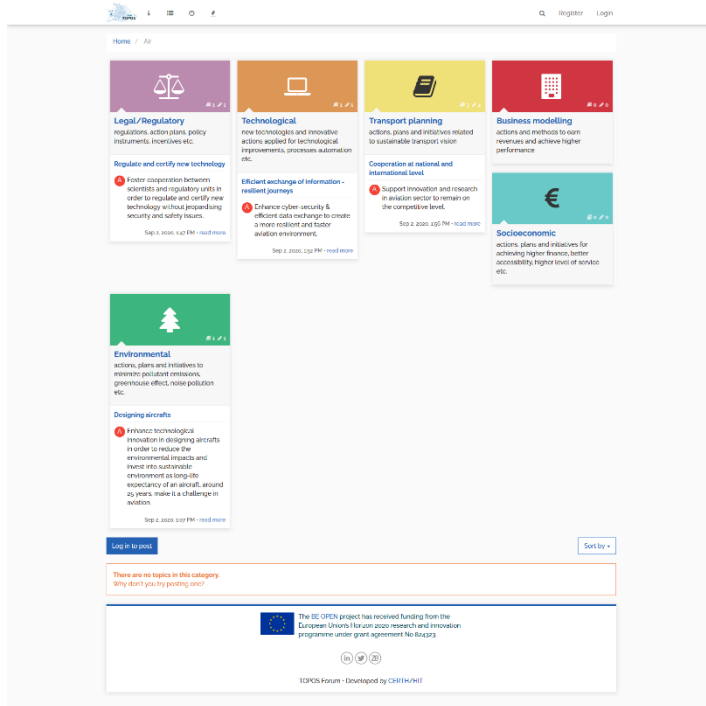 TOPOS
Register
Login
Home / Air
Legal/Regulatory
regulations, action plans, policy
instruments, incentives etc.
Regulate and certify new technology
A Foster cooperation between
scientists and regulatory units in
order to regulate and certify new
technology without jeopardising
security and safety issues.
Sep 2, 2020, 1:47 PM • read more
Technological
new technologies and innovative
actions applied for technological
improvements, processes automation
etc.
Efficient exchange of information -
resilient journeys
A Enhance cyber-security &
efficient data exchange to create
a more resilient and faster
aviation environment.
Sep 2, 2020, 1:52 PM • read more
Transport planning
actions, plans and initiatives related
to sustainable transport vision
Cooperation at national and
international level
A Support innovation and research
in aviation sector to remain on
the competitive level.
Sep 2, 2020, 1:56 PM • read more
Business modelling
actions and methods to earn
revenues and achieve higher
performance
€
Socioeconomic
actions, plans and initiatives for
achieving higher finance, better
accessibility, higher level of service
etc.
Environmental
actions, plans and initiatives to
minimize pollutant emissions,
greenhouse effect, noise pollution
etc.
Designing aircrafts
A Enhance technological
innovation in designing aircrafts
in order to reduce the
environmental impacts and
invest into sustainable
environment as long-life
expectancy of an aircraft, around
25 years, make it a challenge in
aviation.
Sep 2, 2020, 1:07 PM • read more
Log in to post
Sort by
There are no topics in this category.
Why don't you try posting one?
The BE OPEN project has received funding from the
European Union's Horizon 2020 research and innovation
programme under grant agreement No 824323
TOPOS Forum • Developed by CERTH/HIT